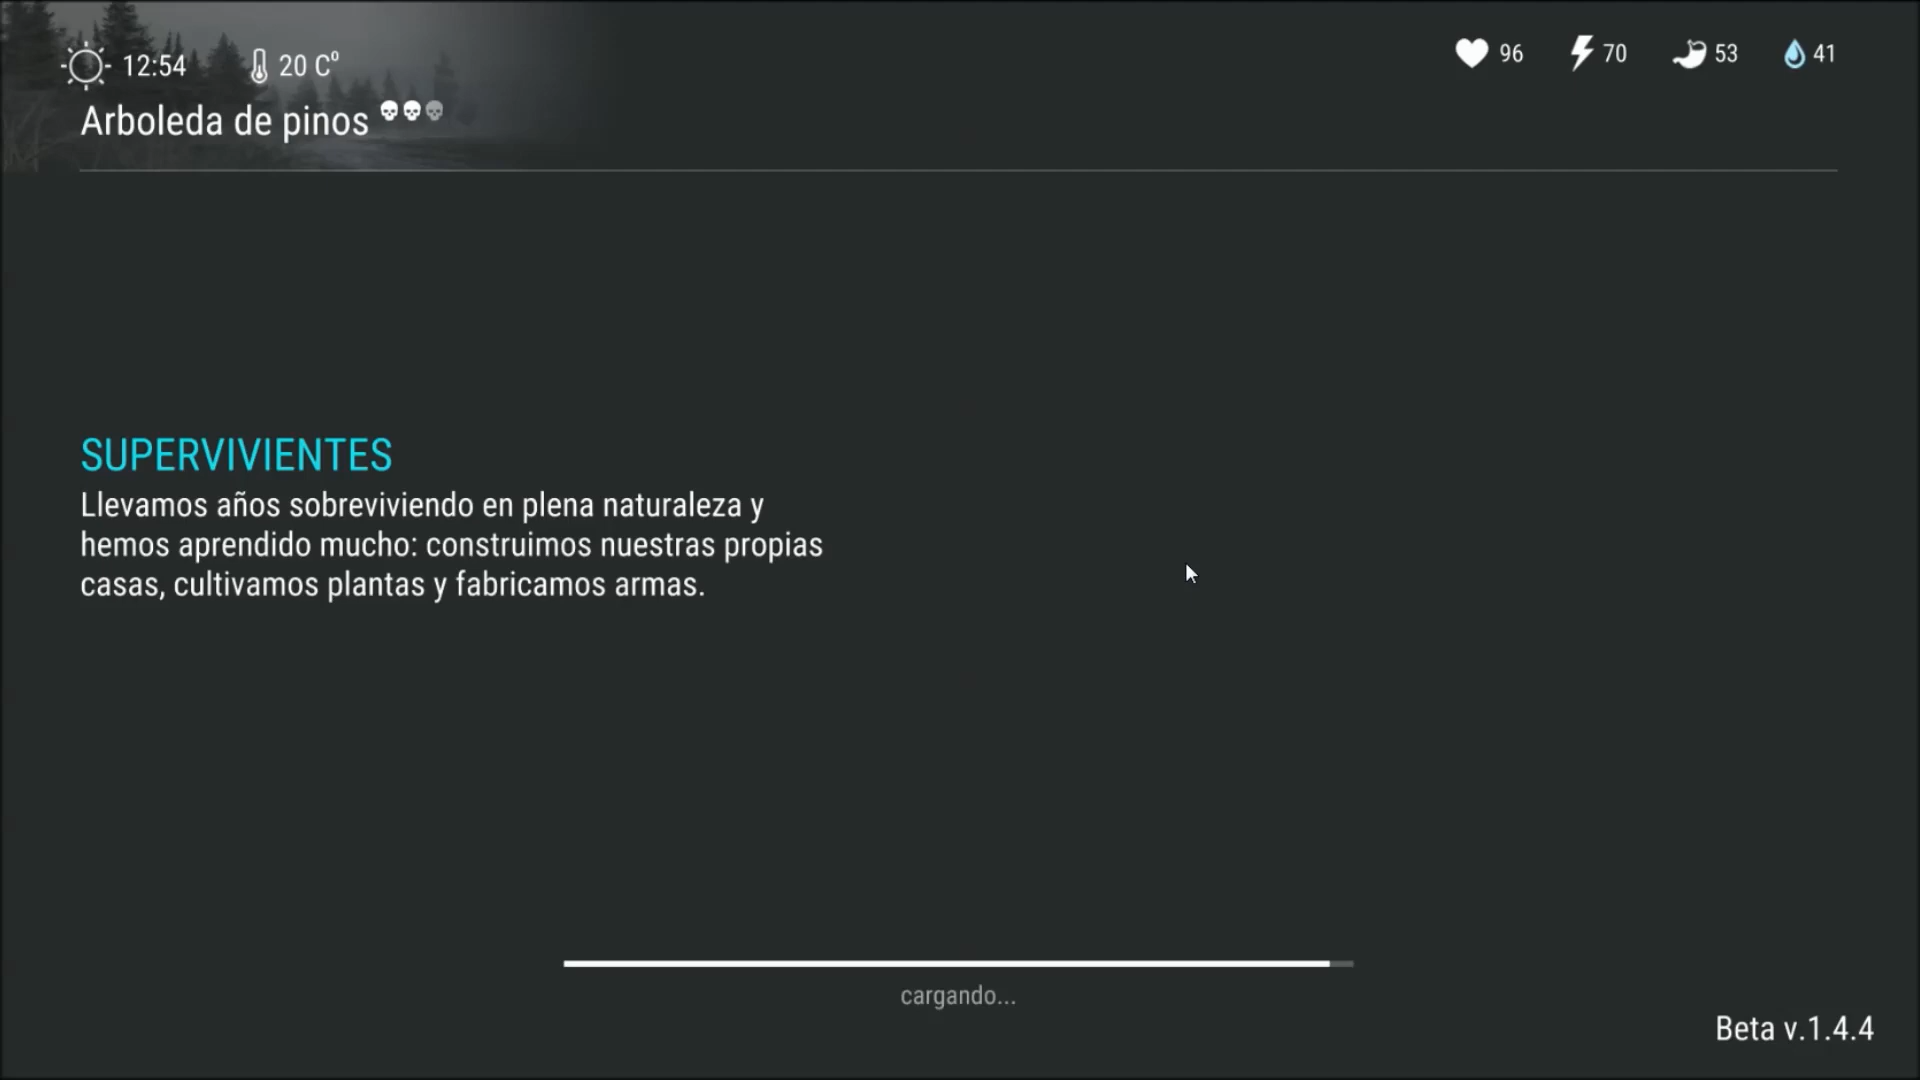 12:54 20 Cº
96 70 53 41
Arboleda de pinos
SUPERVIVIENTES
Llevamos años sobreviviendo en plena naturaleza y
hemos aprendido mucho: construimos nuestras propias
casas, cultivamos plantas y fabricamos armas.
cargando...
Beta v.1.4.4